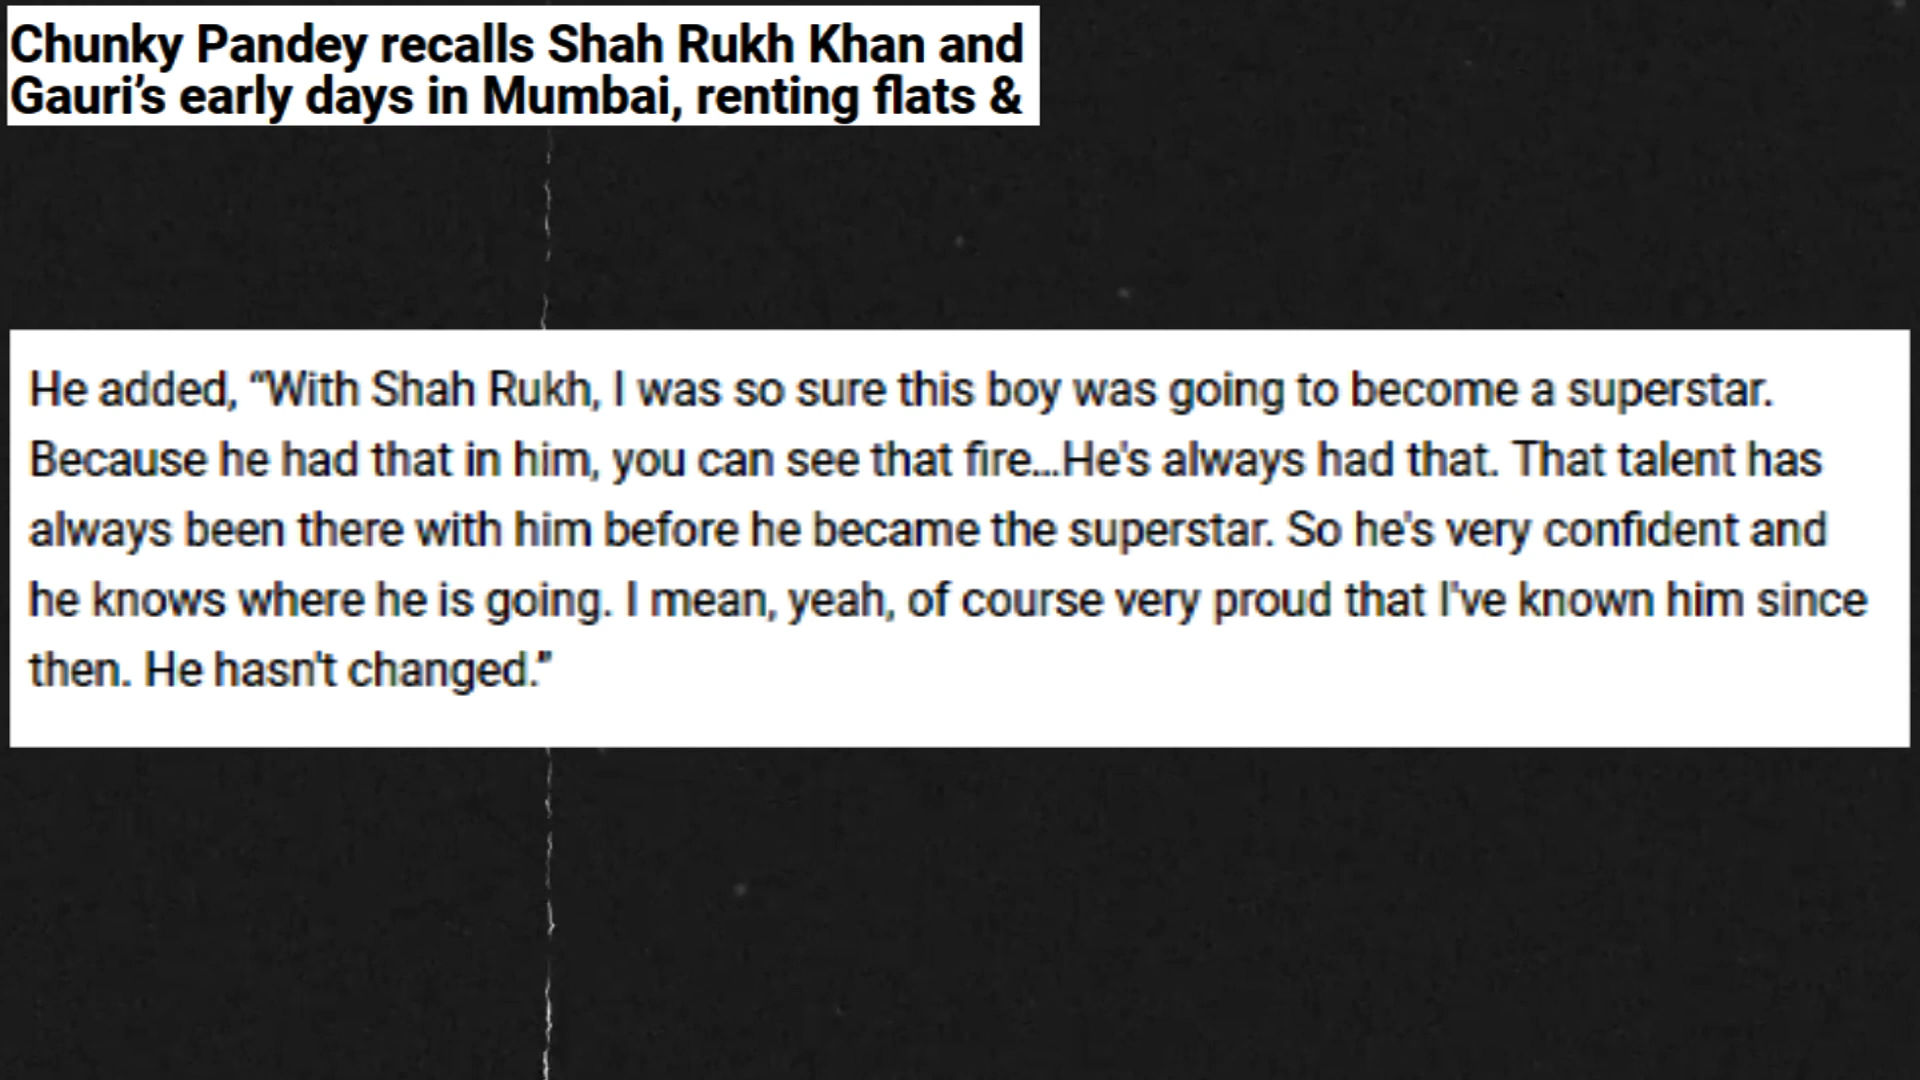 Chunky Pandey recalls Shah Rukh Khan and
Gauri’s early days in Mumbai, renting flats &
He added, “With Shah Rukh, I was so sure this boy was going to become a superstar.
Because he had that in him, you can see that fire...He's always had that. That talent has
always been there with him before he became the superstar. So he's very confident and
he knows where he is going. I mean, yeah, of course very proud that I've known him since
then. He hasn't changed.”